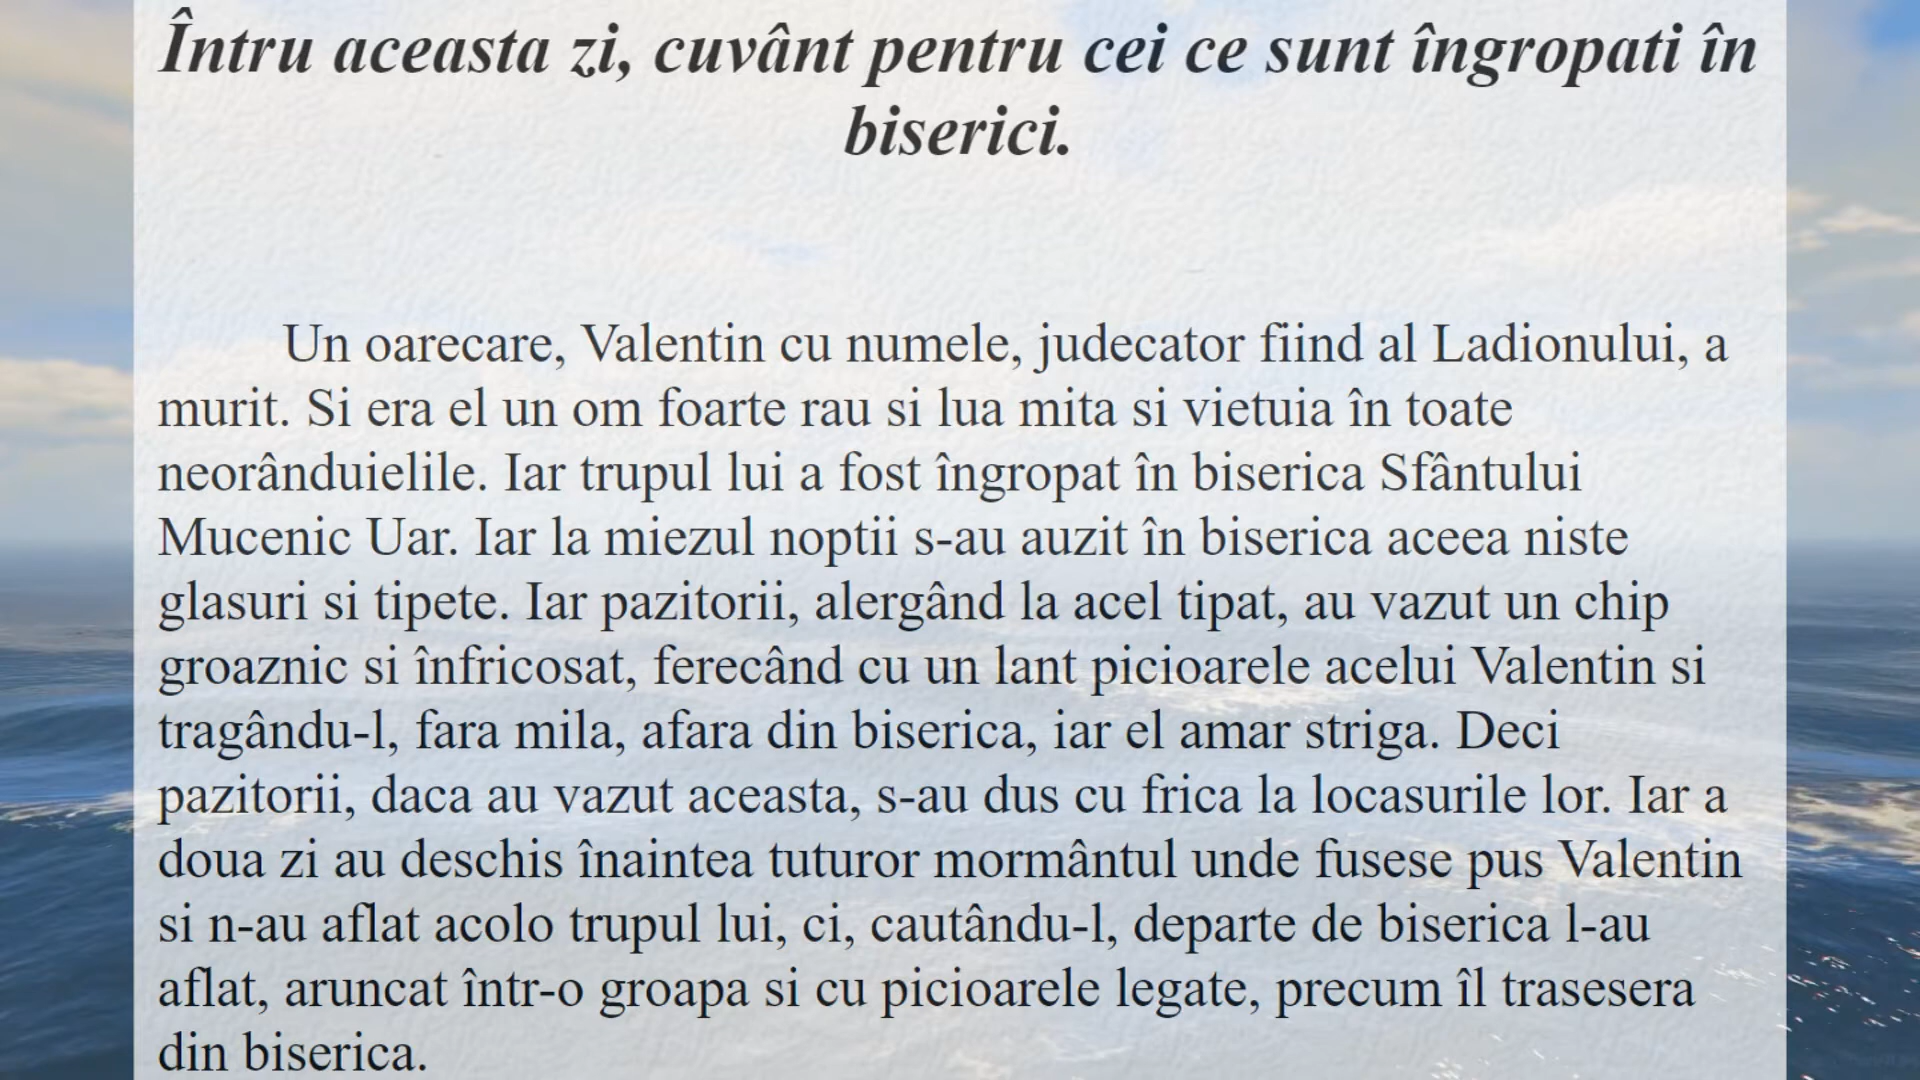 Întru aceasta zi, cuvânt pentru cei ce sunt îngropati în
biserici.
Un oarecare, Valentin cu numele, judecator fiind al Ladionului, a
murit. Si era el un om foarte rau si lua mita si vietuia în toate
neorânduielile. Iar trupul lui a fost îngropat în biserica Sfântului
Mucenic Uar. Iar la miezul noptii s-au auzit în biserica aceea niste
glasuri si tipete. Iar pazitorii, alergând la acel tipat, au vazut un chip
groaznic si înfricosat, ferecând cu un lant picioarele acelui Valentin si
tragându-l, fara mila, afara din biserica, iar el amar striga. Deci
pazitorii, daca au vazut aceasta, s-au dus cu frica la locasurile lor. Iar a
doua zi au deschis înaintea tuturor mormântul unde fusese pus Valentin
si n-au aflat acolo trupul lui, ci, cautându-l, departe de biserica l-au
aflat, aruncat într-o groapa si cu picioarele legate, precum îl trasesera
din biserica.